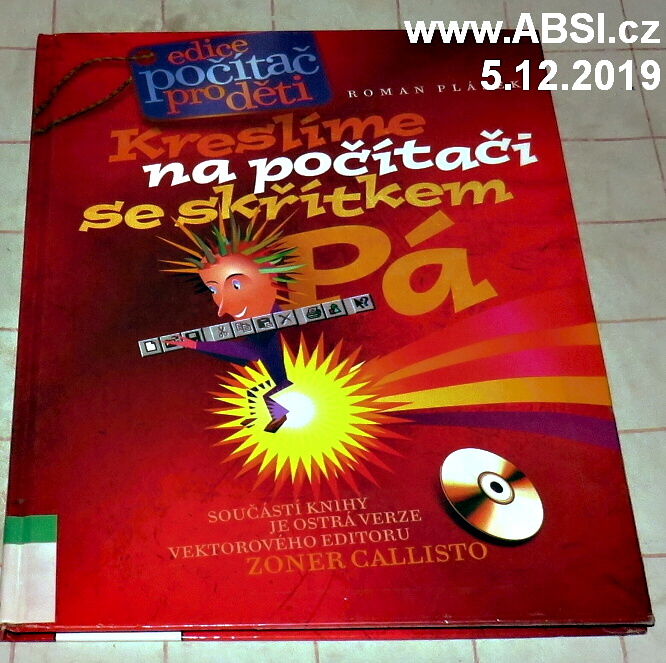 www.ABSI.cz
5.12.2019
edice
počítač
pro děti
ROMAN
Kreslíme
na počítači
se skřítkem
Pá
SOUČÁSTÍ KNIHY
JE OSTRÁ VERZE
VEKTOROVÉHO EDITORU
ZONER CALLISTO